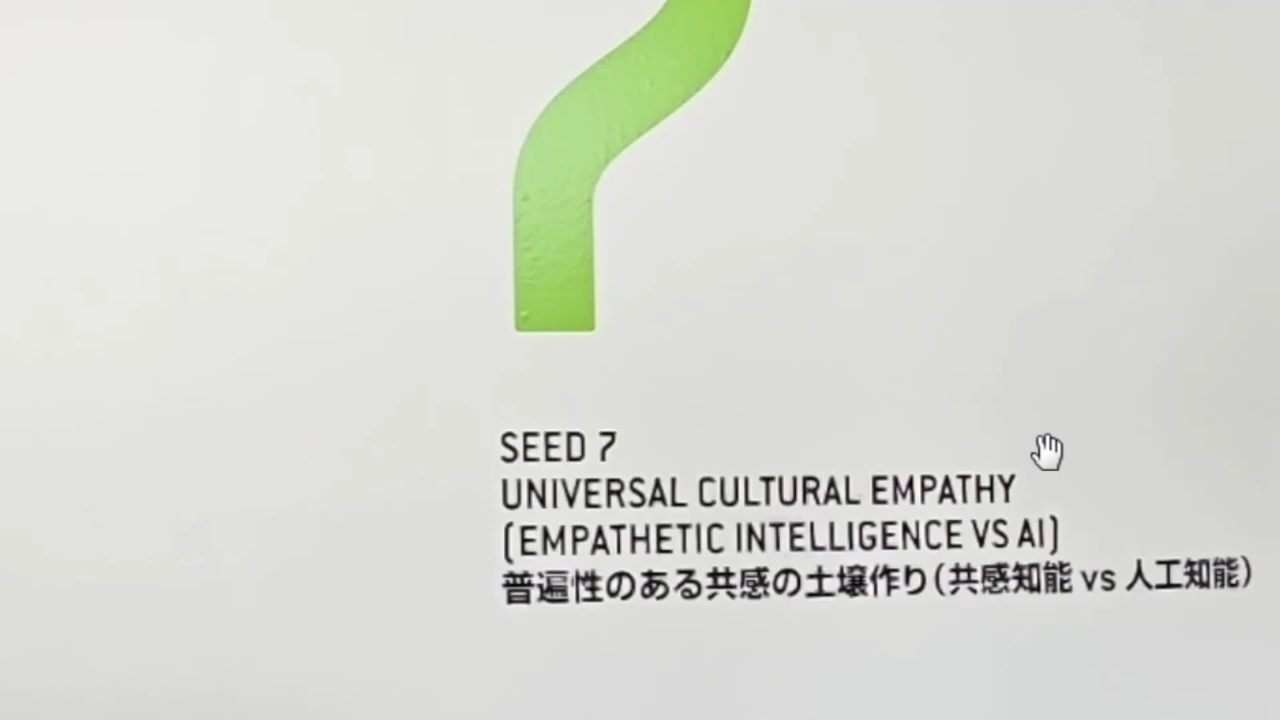 SEED 7
UNIVERSAL CULTURAL EMPATHY
(EMPATHETIC INTELLIGENCE VS AI)
普遍性のある共感の土壌作り(共感知能 vs 人工知能)